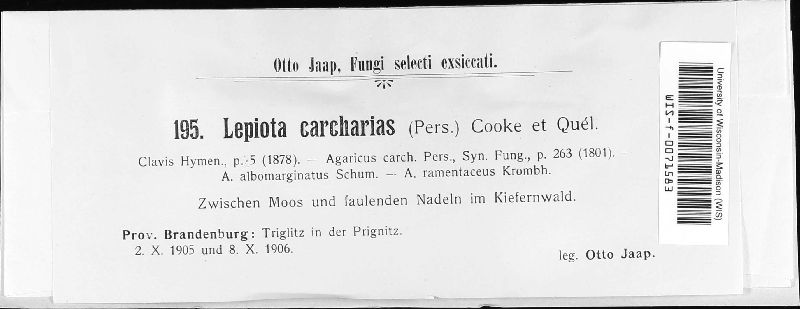 Otto Jaap, Fungi selecti exsiccati.
195. Lepiota carcharias (Pers.) Cooke et Quél.
Clavis Hymen., p. 5 (1878). — Agaricus carch. Pers., Syn. Fung., p. 263 (1801). —
A. albomarginatus Schum. — A. ramentaceus Krombh.
Zwischen Moos und faulenden Nadeln im Kiefernwald.
Prov. Brandenburg: Triglitz in der Prignitz.
2. X. 1905 und 8. X. 1906.
leg. Otto Jaap.
WIS-f-0071583
University of Wisconsin-Madison (WIS)